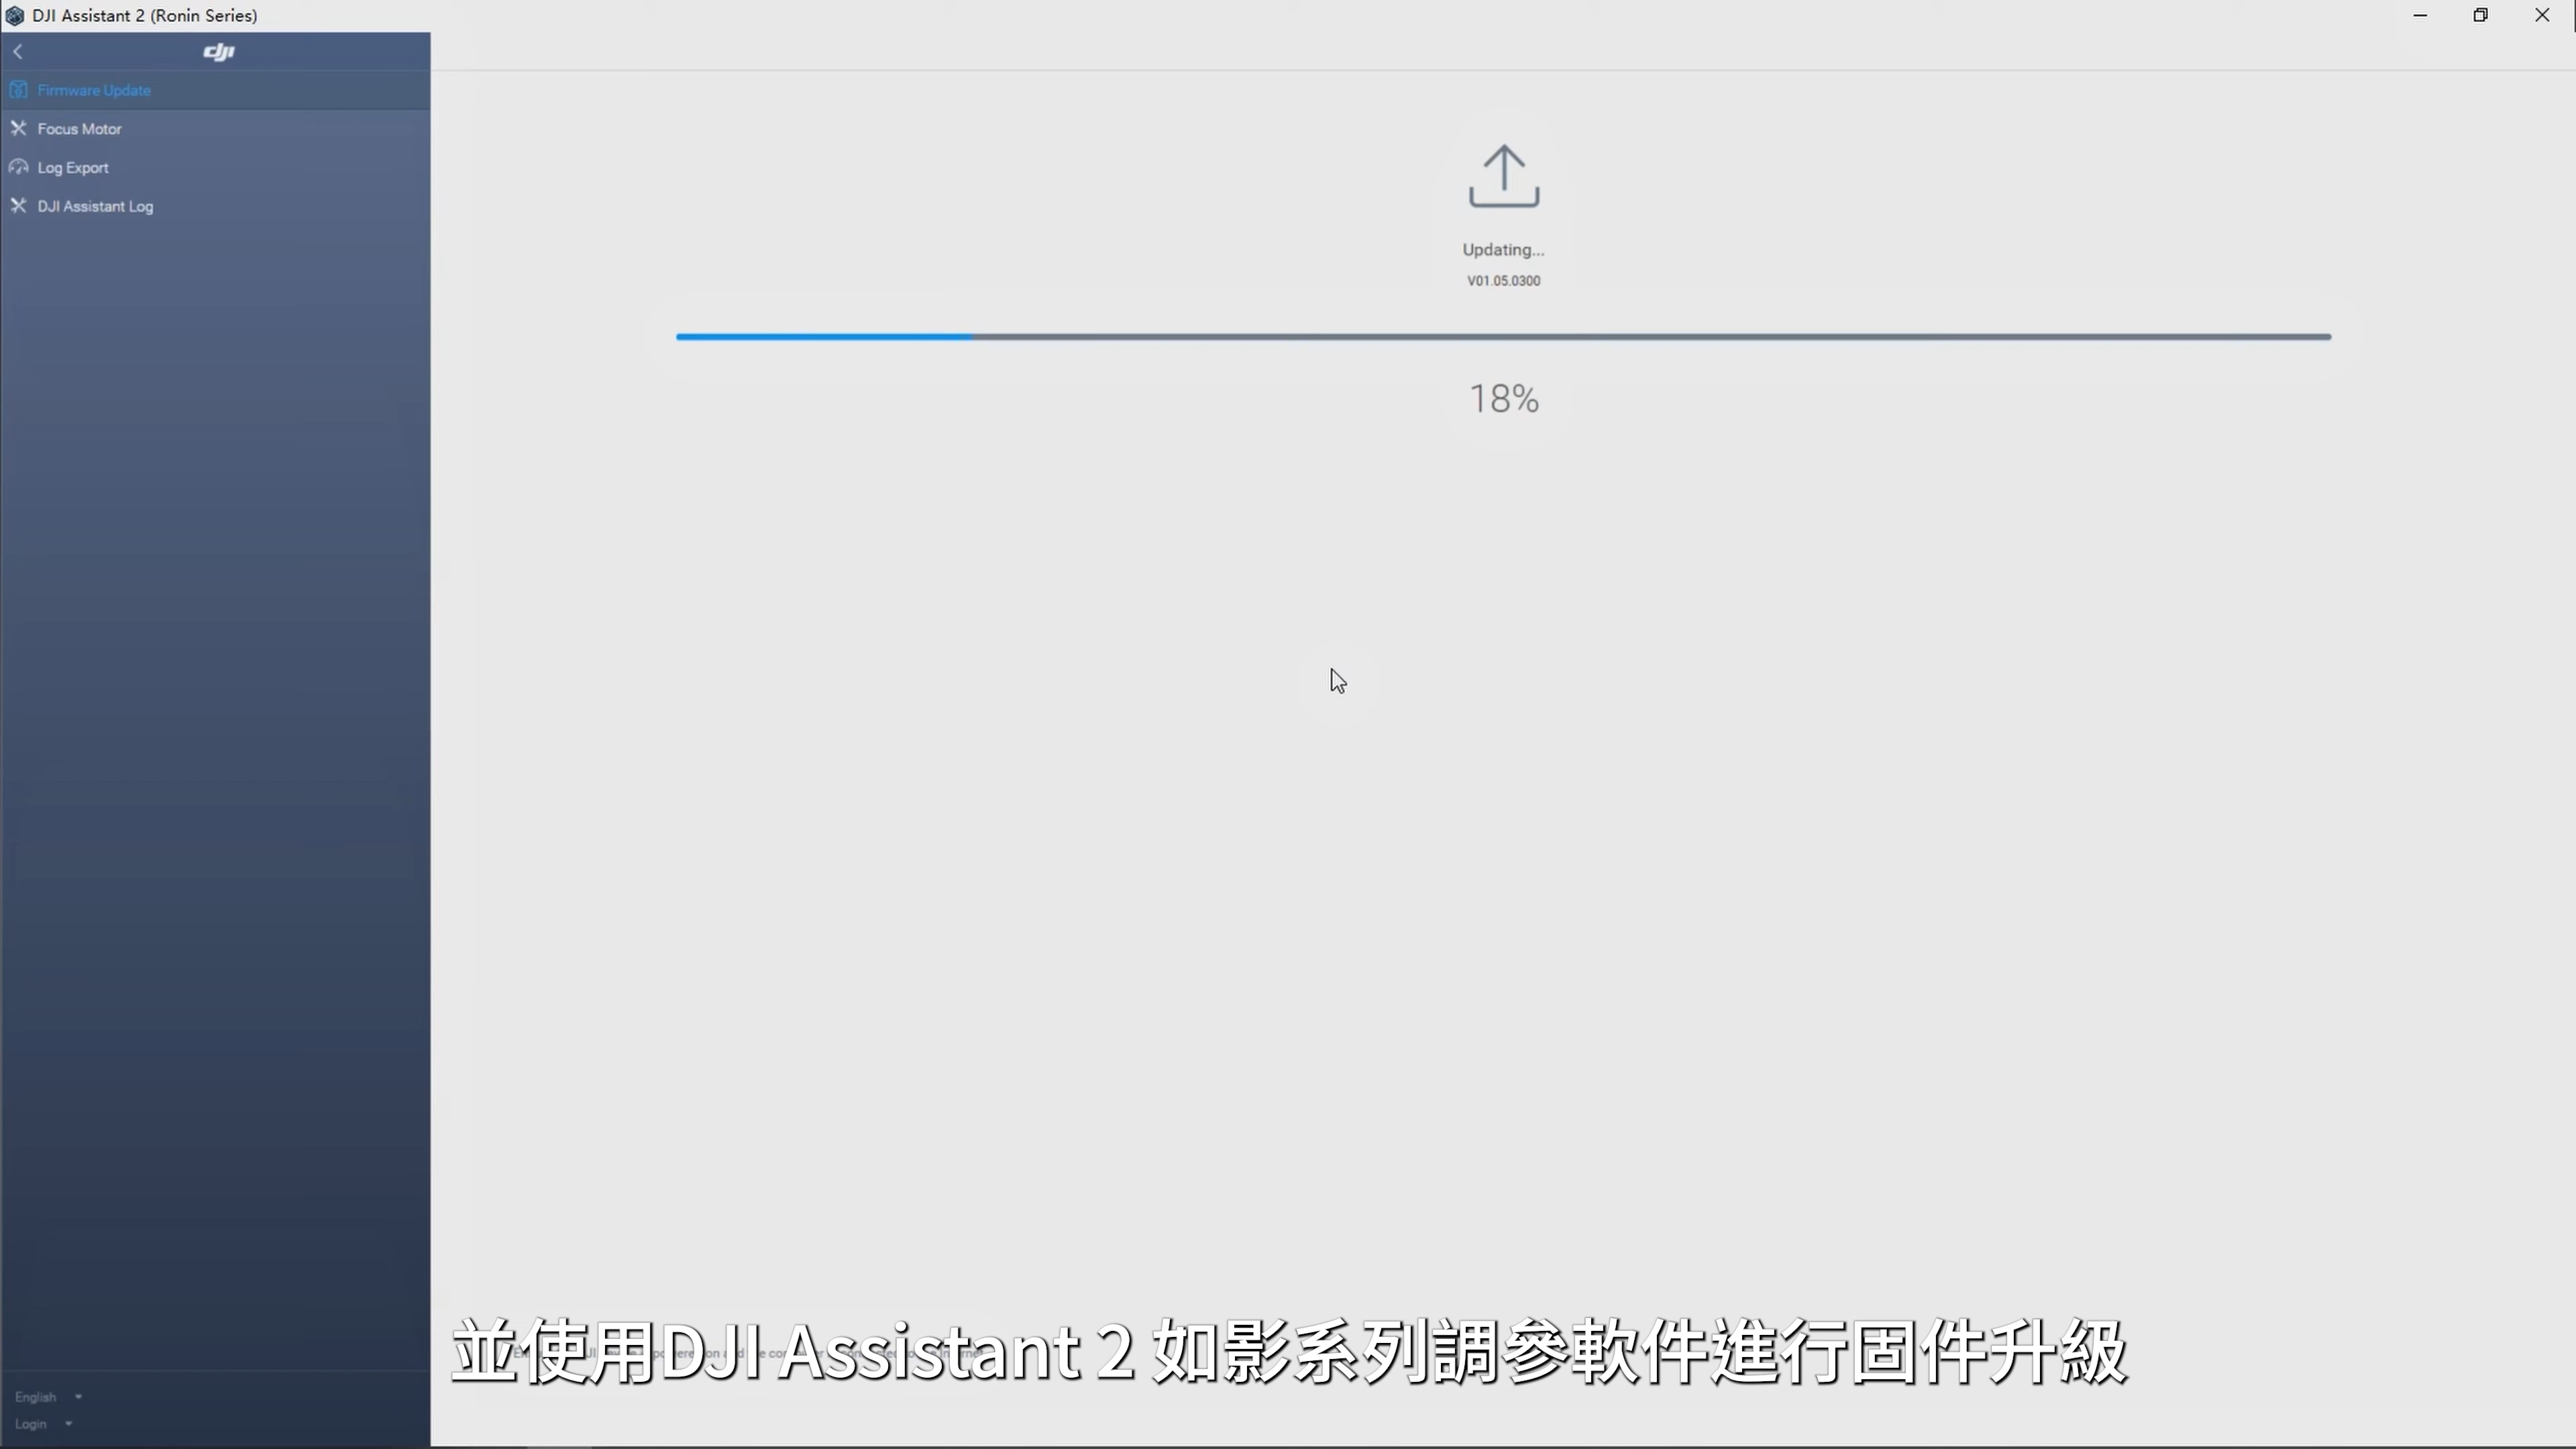 DJI Assistant 2 (Ronin Series)
dji
Firmware Update
Focus Motor
Log Export
DJI Assistant Log
Updating...
V01.05.0300
18%
並使用DJI Assistant 2 如影系列調參軟件進行固件升級
English
Login